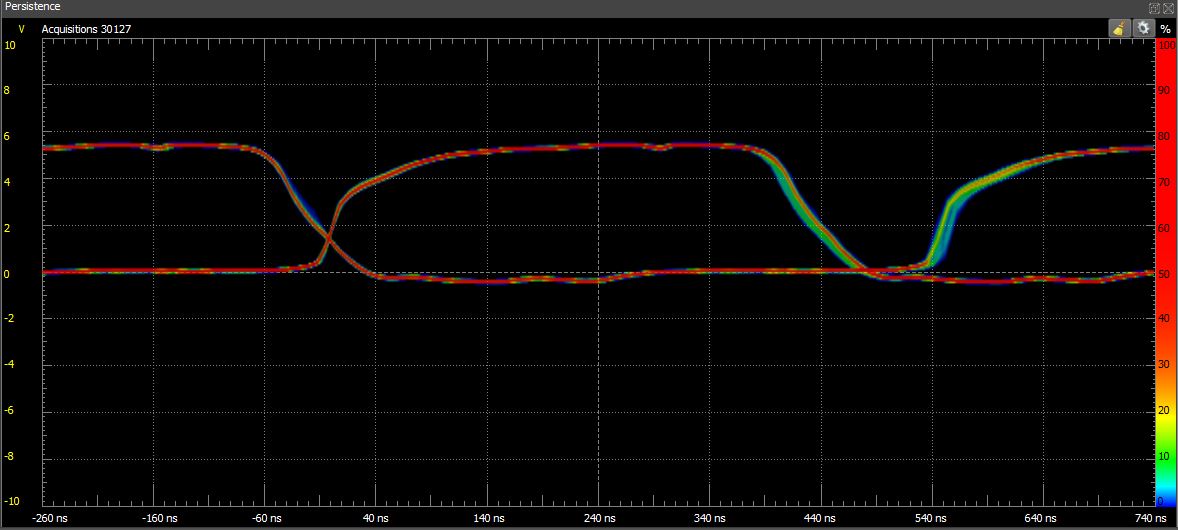 Persistence
V
Acquisitions 30127
%
10
100
8
90
6
80
4
70
2
60
0
50
-2
40
-4
30
-6
20
-8
10
-10
0
-260 ns
-160 ns
-60 ns
40 ns
140 ns
240 ns
340 ns
440 ns
540 ns
640 ns
740 ns